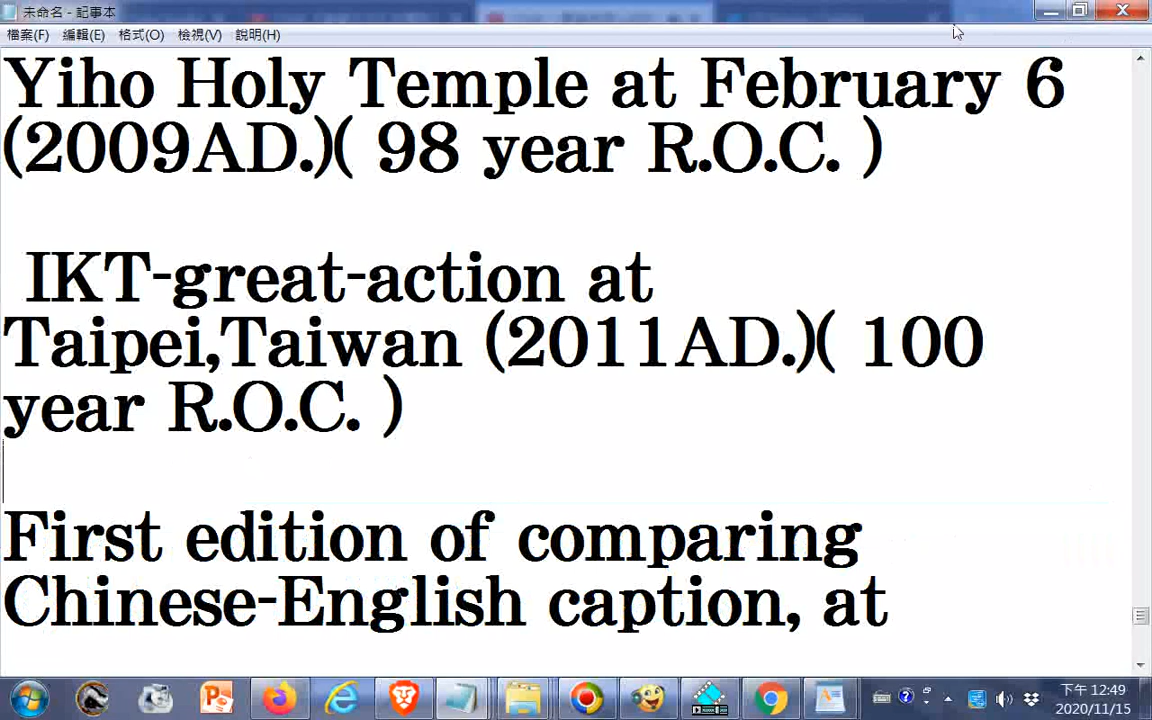 未命名 - 記事本
檔案(F) 編輯(E) 格式(O) 檢視(V) 說明(H)
Yiho Holy Temple at February 6
(2009AD.)( 98 year R.O.C. )
IKT-great-action at
Taipei,Taiwan (2011AD.)( 100
year R.O.C. )
First edition of comparing
Chinese-English caption, at
下午 12:49
2020/11/15